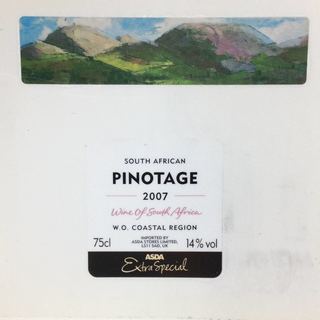 SOUTH AFRICAN
PINOTAGE
2007
Wine Of South Africa
W.O. COASTAL REGION
75cl
IMPORTED BY
ASDA STORES LIMITED,
LS11 5AD, UK
14% vol
ASDA
Extra Special